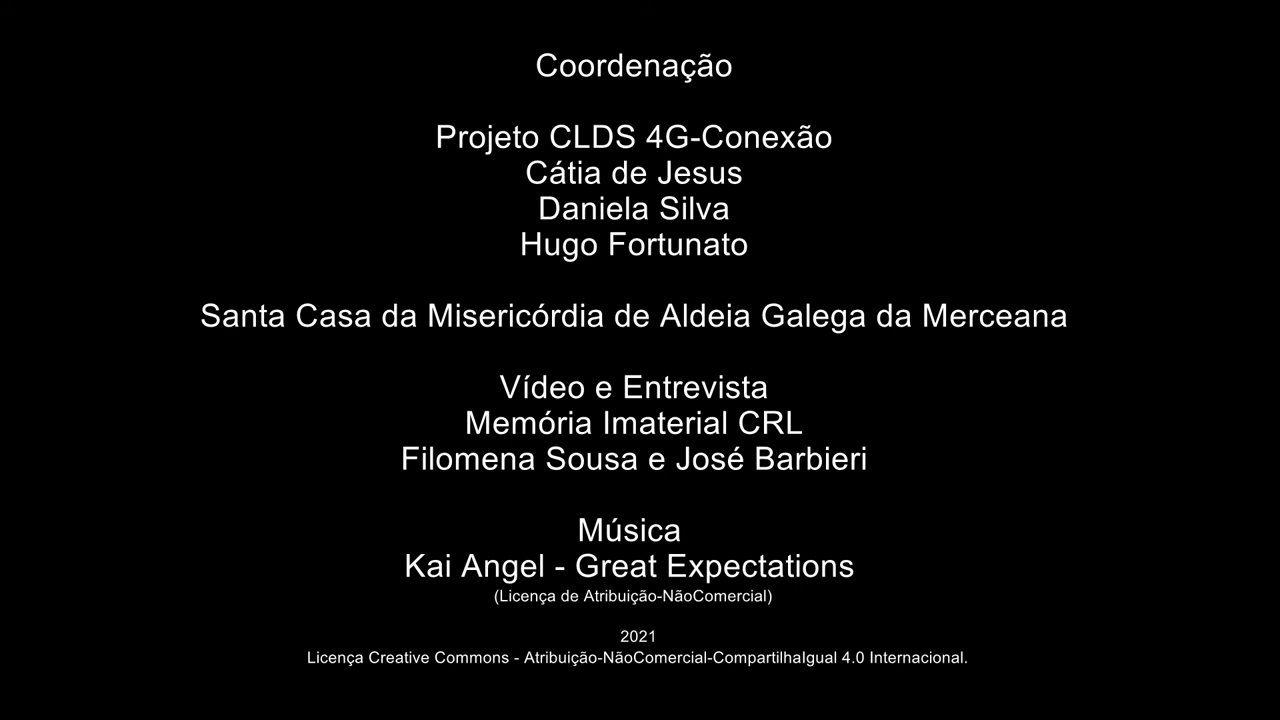 Coordenação
Projeto CLDS 4G-Conexão
Cátia de Jesus
Daniela Silva
Hugo Fortunato
Santa Casa da Misericórdia de Aldeia Galega da Merceana
Vídeo e Entrevista
Memória Imaterial CRL
Filomena Sousa e José Barbieri
Música
Kai Angel - Great Expectations
(Licença de Atribuição-NãoComercial)
2021
Licença Creative Commons - Atribuição-NãoComercial-CompartilhaIgual 4.0 Internacional.